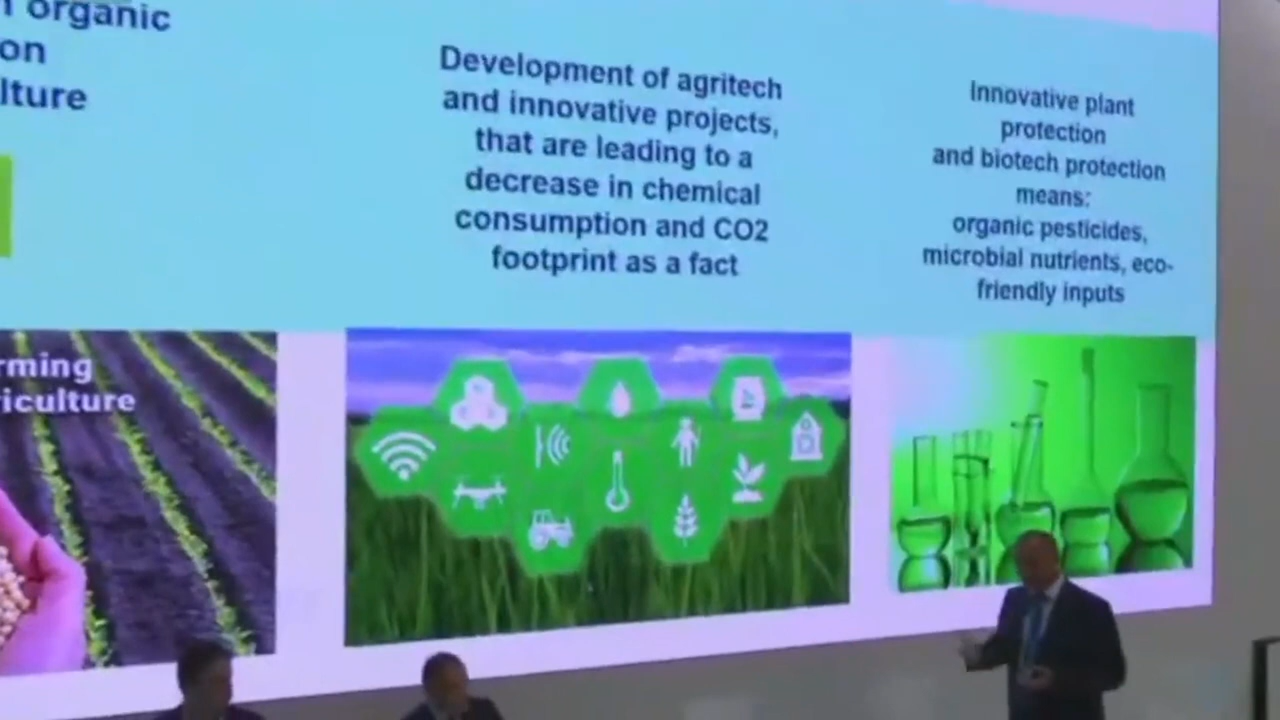 organic
on
lture
rming
riculture
Development of agritech
and innovative projects,
that are leading to a
decrease in chemical
consumption and CO2
footprint as a fact
Innovative plant
protection
and biotech protection
means:
organic pesticides,
microbial nutrients, eco-
friendly inputs